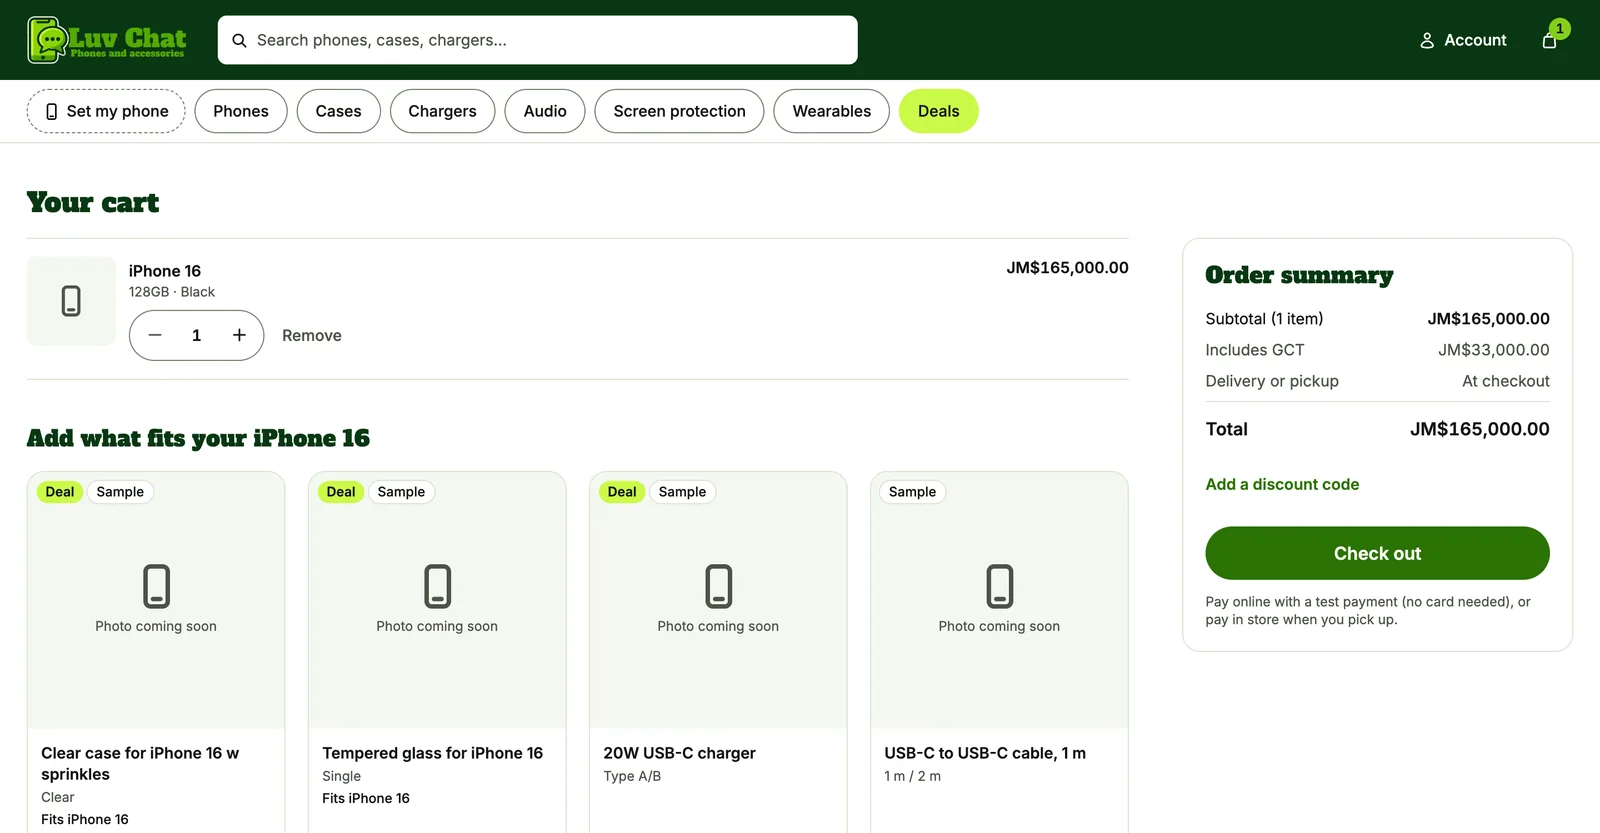 Luv Chat
Phones and accessories
Search phones, cases, chargers...
Account
1
Set my phone
Phones
Cases
Chargers
Audio
Screen protection
Wearables
Deals
Your cart
iPhone 16
128GB · Black
JM$165,000.00
1
Remove
Order summary
Subtotal (1 item) JM$165,000.00
Includes GCT JM$33,000.00
Delivery or pickup At checkout
Total JM$165,000.00
Add a discount code
Check out
Pay online with a test payment (no card needed), or
pay in store when you pick up.
Add what fits your iPhone 16
Deal Sample
Photo coming soon
Clear case for iPhone 16 w
sprinkles
Clear
Fits iPhone 16
Deal Sample
Photo coming soon
Tempered glass for iPhone 16
Single
Fits iPhone 16
Deal Sample
Photo coming soon
20W USB-C charger
Type A/B
Sample
Photo coming soon
USB-C to USB-C cable, 1 m
1 m / 2 m